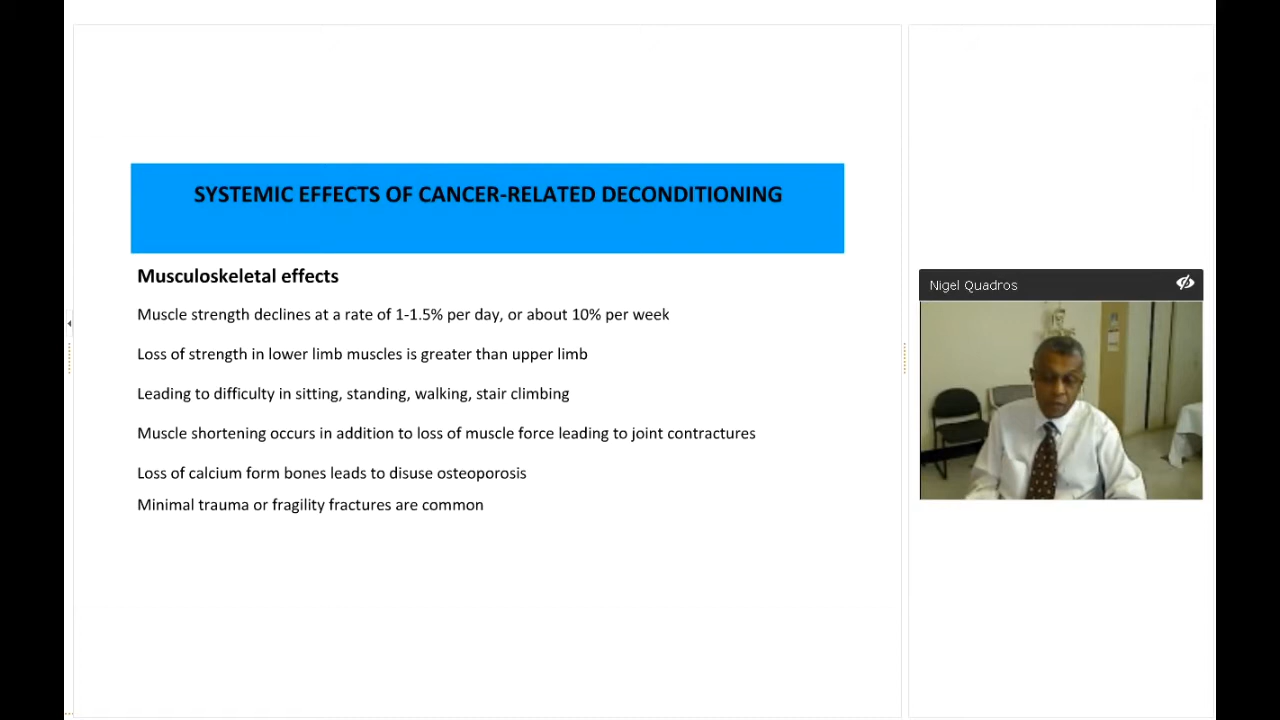 SYSTEMIC EFFECTS OF CANCER-RELATED DECONDITIONING
Musculoskeletal effects
Muscle strength declines at a rate of 1-1.5% per day, or about 10% per week
Loss of strength in lower limb muscles is greater than upper limb
Leading to difficulty in sitting, standing, walking, stair climbing
Muscle shortening occurs in addition to loss of muscle force leading to joint contractures
Loss of calcium form bones leads to disuse osteoporosis
Minimal trauma or fragility fractures are common
Nigel Quadros